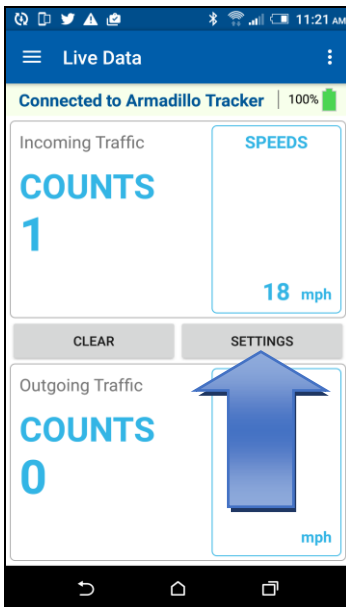 11:21 AM
Live Data
Connected to Armadillo Tracker | 100%
Incoming Traffic
SPEEDS
COUNTS
1
18 mph
CLEAR
SETTINGS
Outgoing Traffic
COUNTS
0
mph